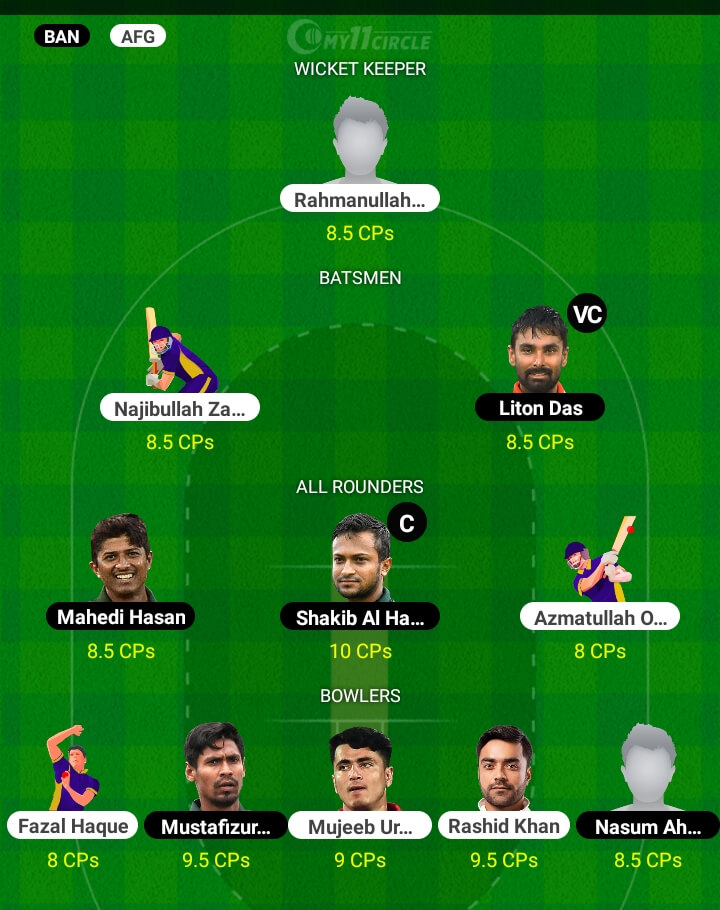 BAN AFG
MY11CIRCLE
WICKET KEEPER
Rahmanullah...
8.5 CPs
BATSMEN
VC
Najibullah Za... Liton Das
8.5 CPs 8.5 CPs
ALL ROUNDERS
C
Mahedi Hasan Shakib Al Ha... Azmatullah O...
8.5 CPs 10 CPs 8 CPs
BOWLERS
Fazal Haque Mustafizur... Mujeeb Ur... Rashid Khan Nasum Ah...
8 CPs 9.5 CPs 9 CPs 9.5 CPs 8.5 CPs